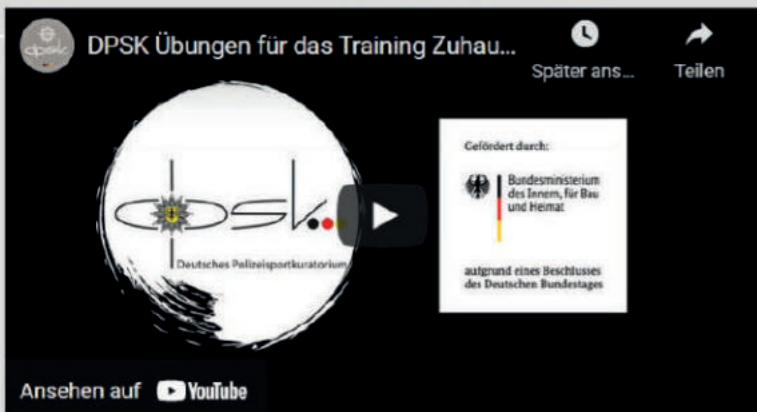 dpsk
DPSK Übungen für das Training Zuhau...
Später ans...
Teilen
dpsk
Deutsches Polizeisportkuratorium
Gefördert durch:
Bundesministerium
des Innern, für Bau
und Heimat
aufgrund eines Beschlusses
des Deutschen Bundestages
Ansehen auf YouTube